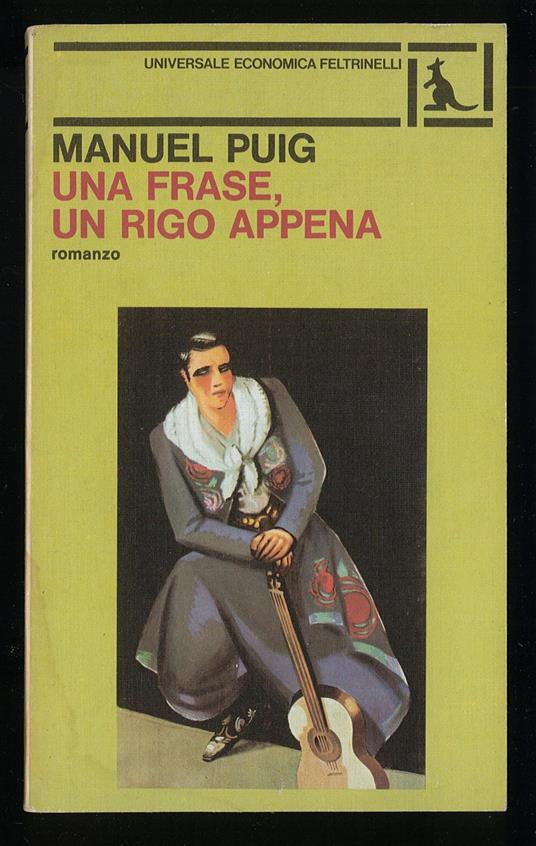 UNIVERSALE ECONOMICA FELTRINELLI
MANUEL PUIG
UNA FRASE,
UN RIGO APPENA
romanzo